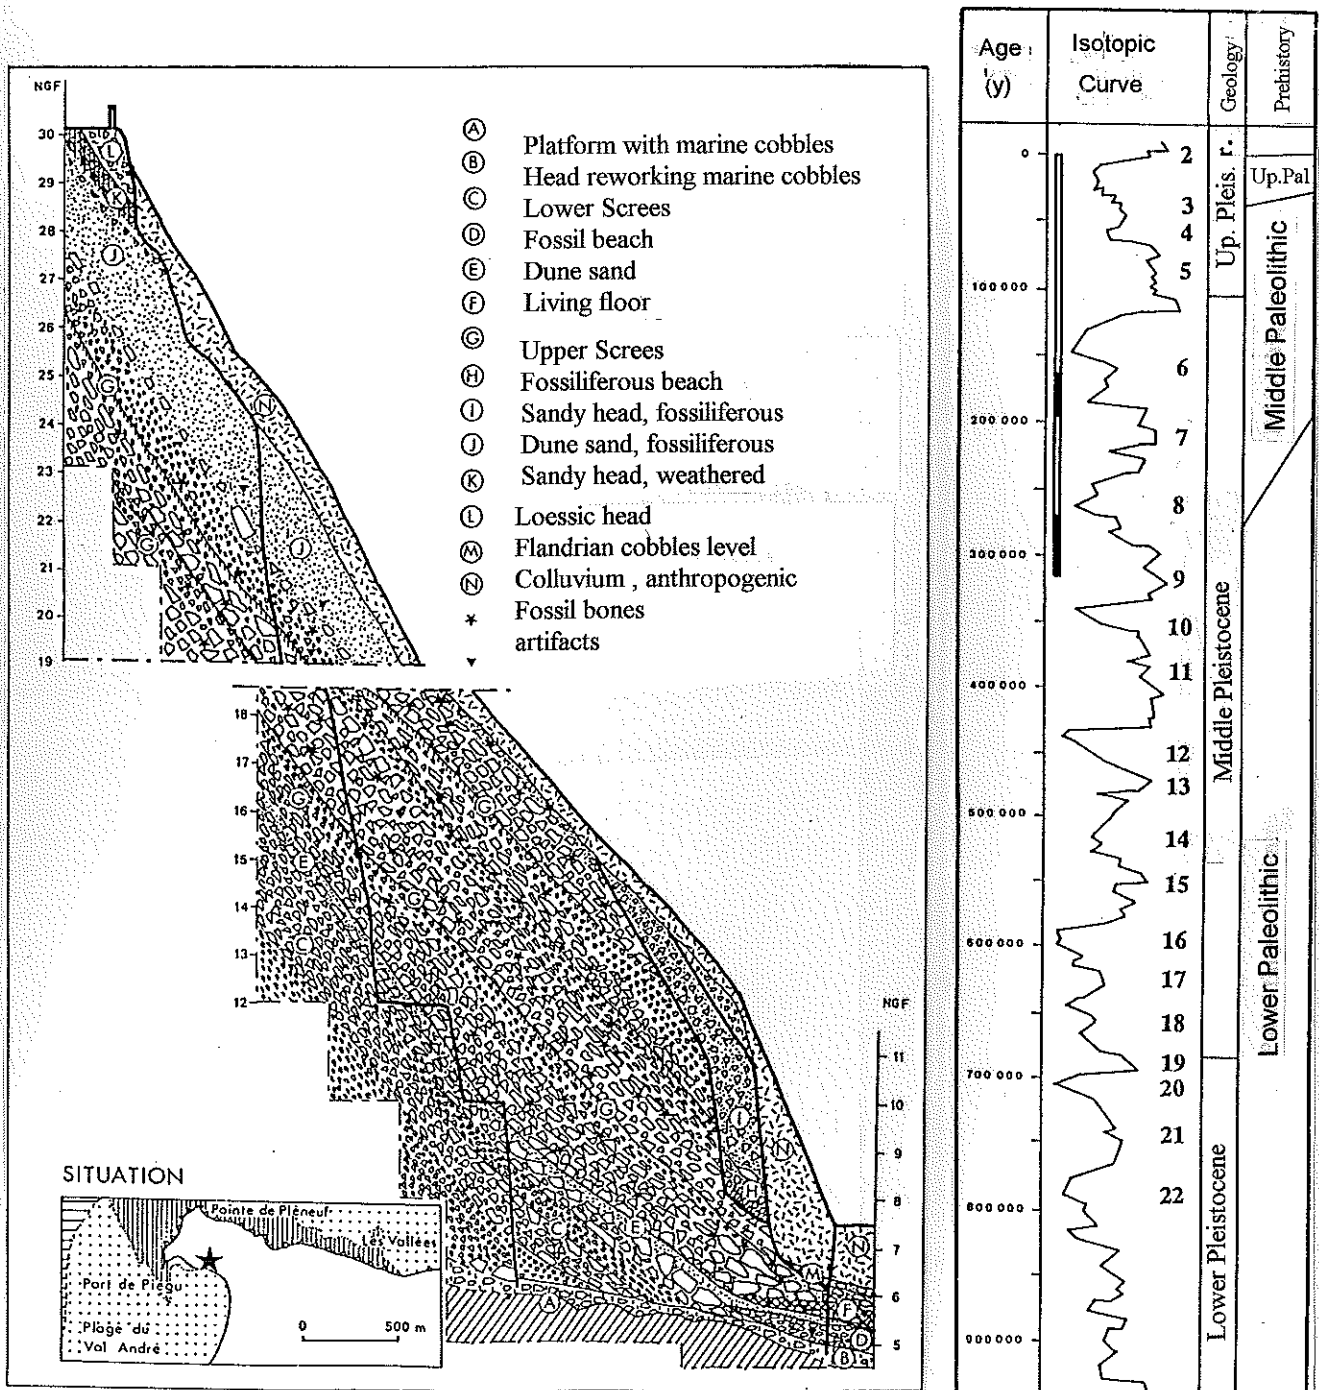 NGF
30
29
28
27
26
25
24
23
22
21
20
19
L
K
J
G
N
G
J
A Platform with marine cobbles
B Head reworking marine cobbles
C Lower Screes
D Fossil beach
E Dune sand
F Living floor
G Upper Screes
H Fossiliferous beach
I Sandy head, fossiliferous
J Dune sand, fossiliferous
K Sandy head, weathered
L Loessic head
M Flandrian cobbles level
N Colluvium , anthropogenic
Fossil bones
artifacts
18
17
16
15
14
13
12
G
E
C
G
G
G
I
N
H
C
E
M
N
A
F
D
B
NGF
11
10
9
8
7
6
5
SITUATION
Pointe de Pléneuf
Les Vallées
Port de Piégu
Plage du
Val André
0 500 m
Age
(y)
Isotopic
Curve
Geology
Prehistory
0
100 000
200 000
300 000
400 000
500 000
600 000
700 000
800 000
900 000
2
3
4
5
6
7
8
9
10
11
12
13
14
15
16
17
18
19
20
21
22
Up. Pleis. r.
Middle Pleistocene
Lower Pleistocene
Up.Pal
Middle Paleolithic
Lower Paleolithic